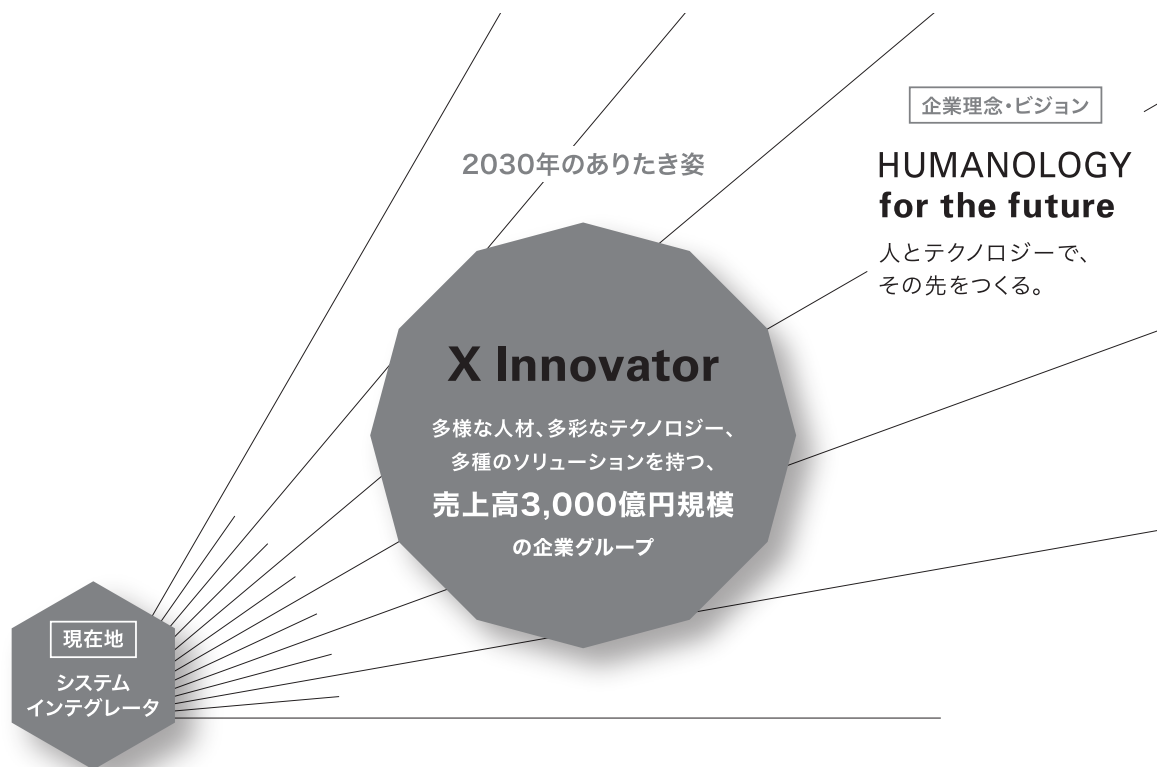 企業理念・ビジョン
HUMANOLOGY
for the future
人とテクノロジーで、
その先をつくる。
2030年のありたき姿
X Innovator
多様な人材、多彩なテクノロジー、
多種のソリューションを持つ、
売上高3,000億円規模
の企業グループ
現在地
システム
インテグレータ